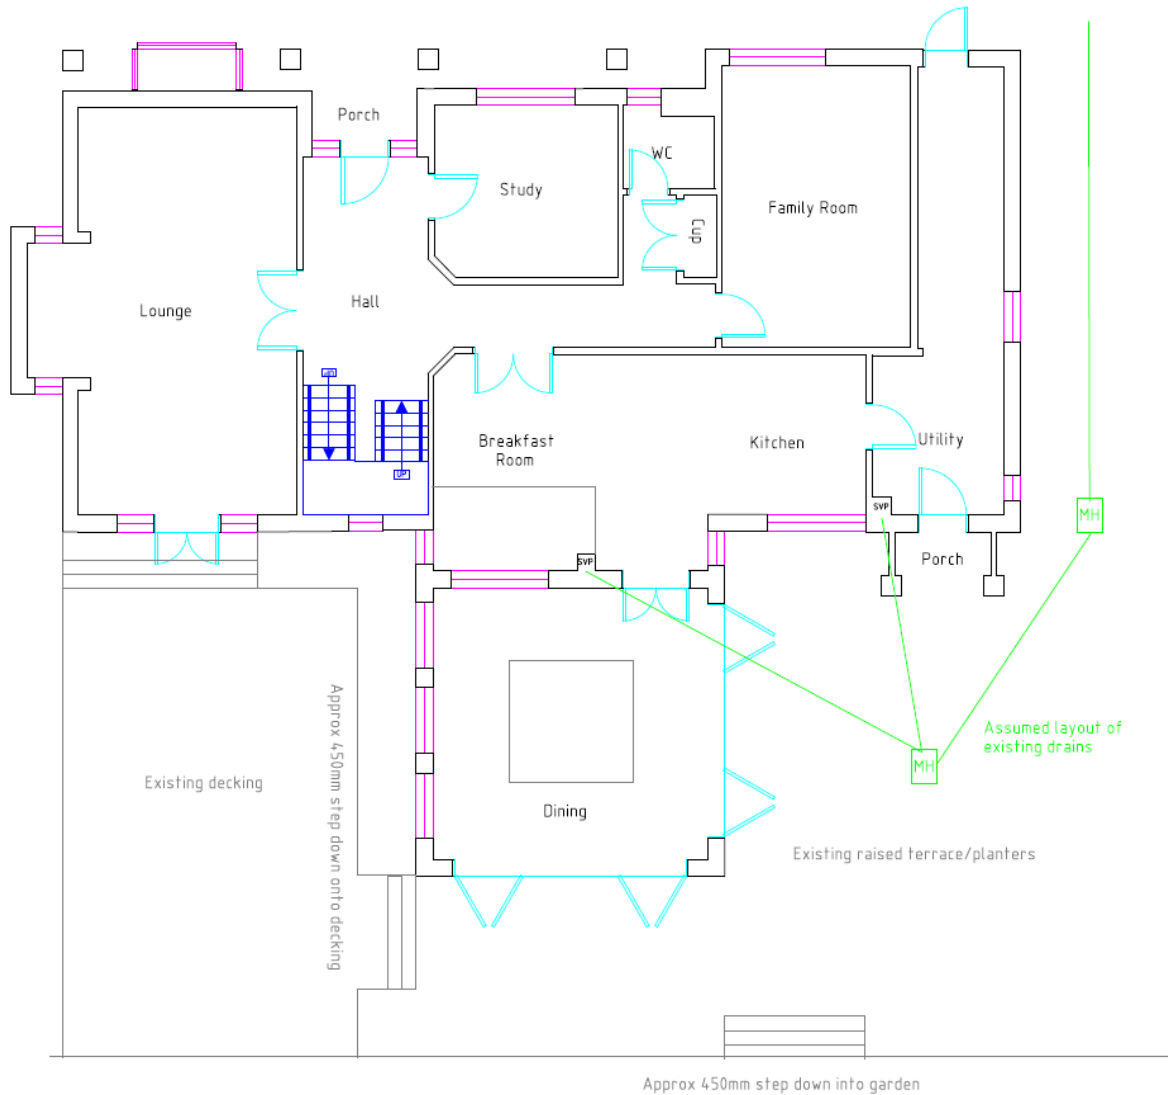 Porch
WC
Study
Family Room
Cup
Hall
Lounge
UP
UP
Breakfast
Room
Kitchen
Utility
SVP
MH
SVP
Porch
Approx 450mm step down onto decking
Assumed layout of
existing drains
MH
Existing decking
Dining
Existing raised terrace/planters
Approx 450mm step down into garden